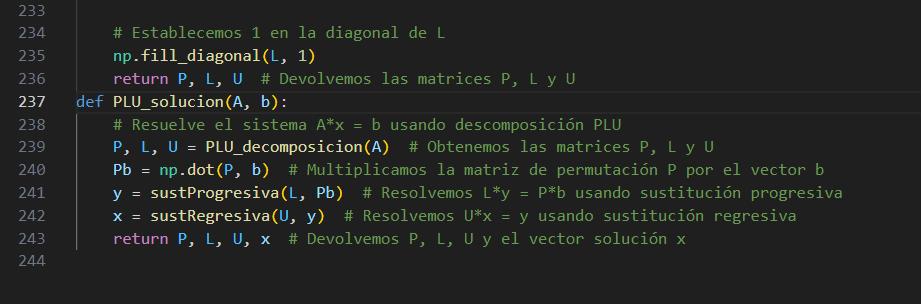 233
234 # Establecemos 1 en la diagonal de L
235 np.fill_diagonal(L, 1)
236 return P, L, U  # Devolvemos las matrices P, L y U
237 def PLU_solucion(A, b):
238 # Resuelve el sistema A*x = b usando descomposición PLU
239 P, L, U = PLU_decomposicion(A)  # Obtenemos las matrices P, L y U
240 Pb = np.dot(P, b)  # Multiplicamos la matriz de permutación P por el vector b
241 y = sustProgresiva(L, Pb)  # Resolvemos L*y = P*b usando sustitución progresiva
242 x = sustRegresiva(U, y)  # Resolvemos U*x = y usando sustitución regresiva
243 return P, L, U, x  # Devolvemos P, L, U y el vector solución x
244